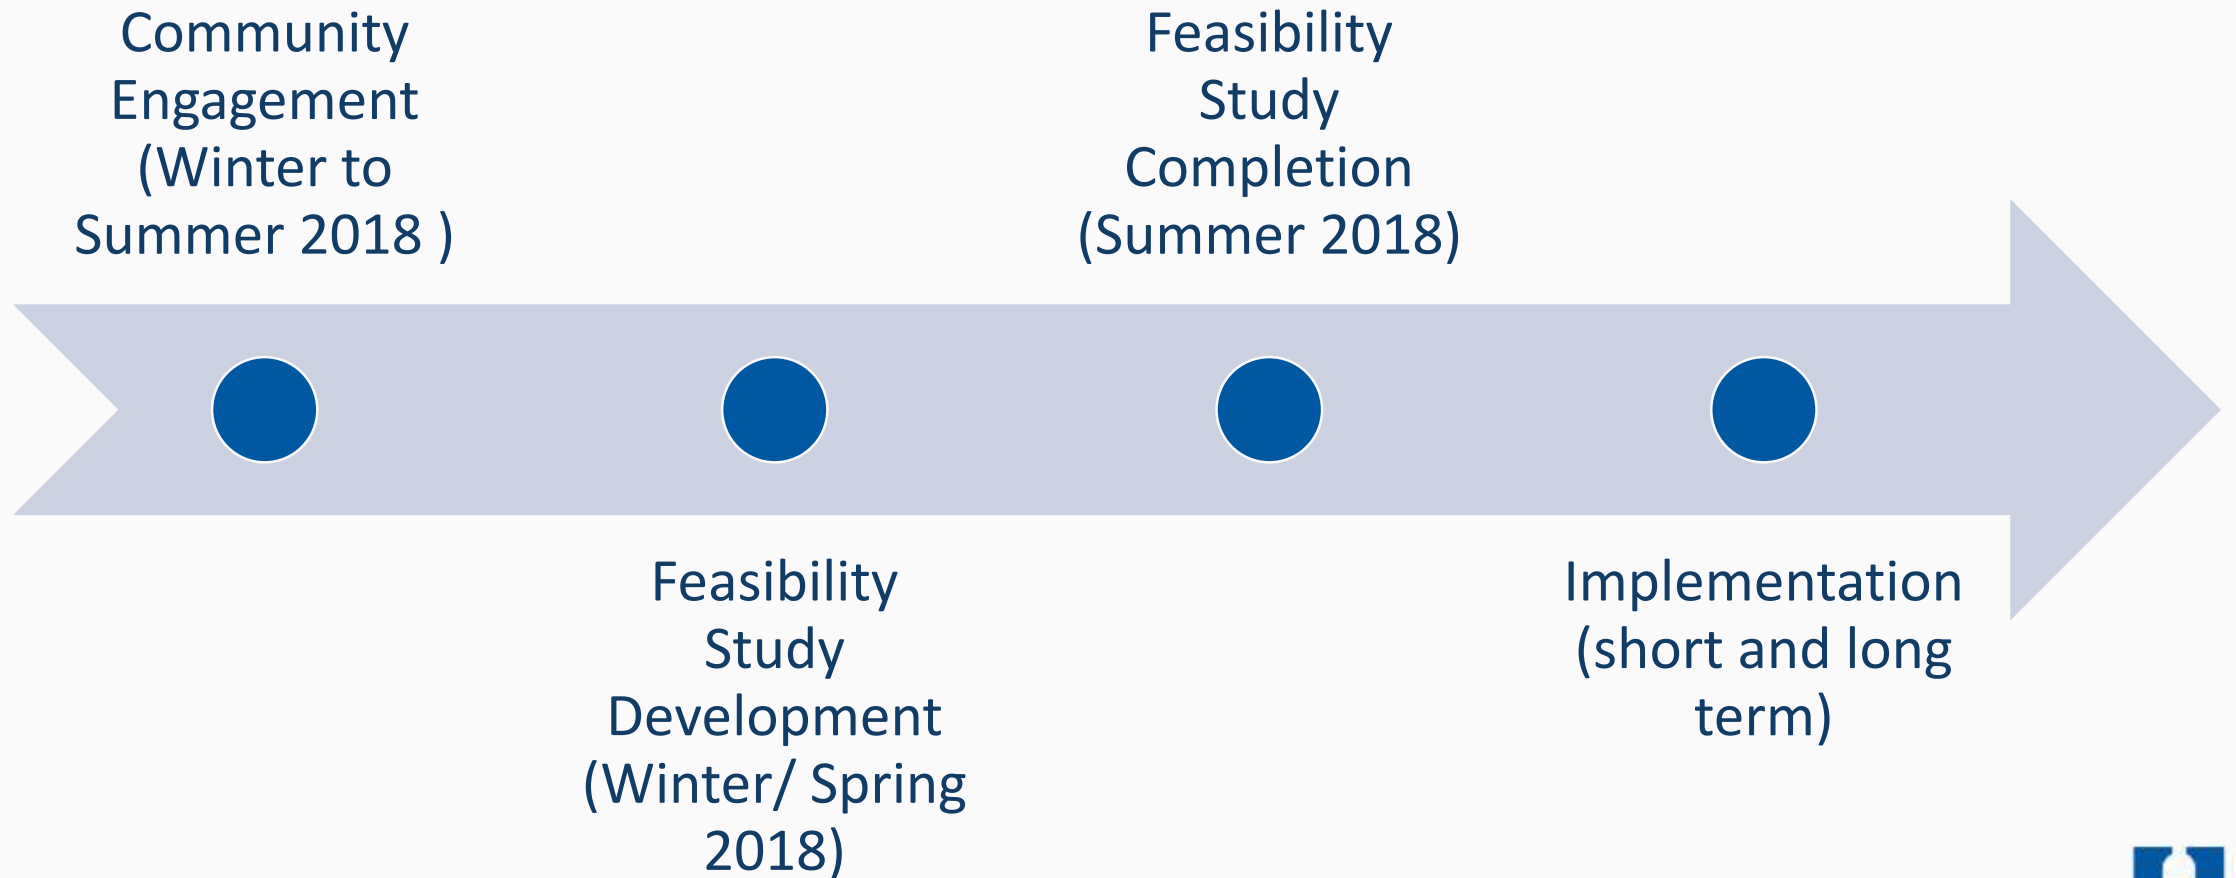 Community
Engagement
(Winter to
Summer 2018 )
Feasibility
Study
Development
(Winter/ Spring
2018)
Feasibility
Study
Completion
(Summer 2018)
Implementation
(short and long
term)